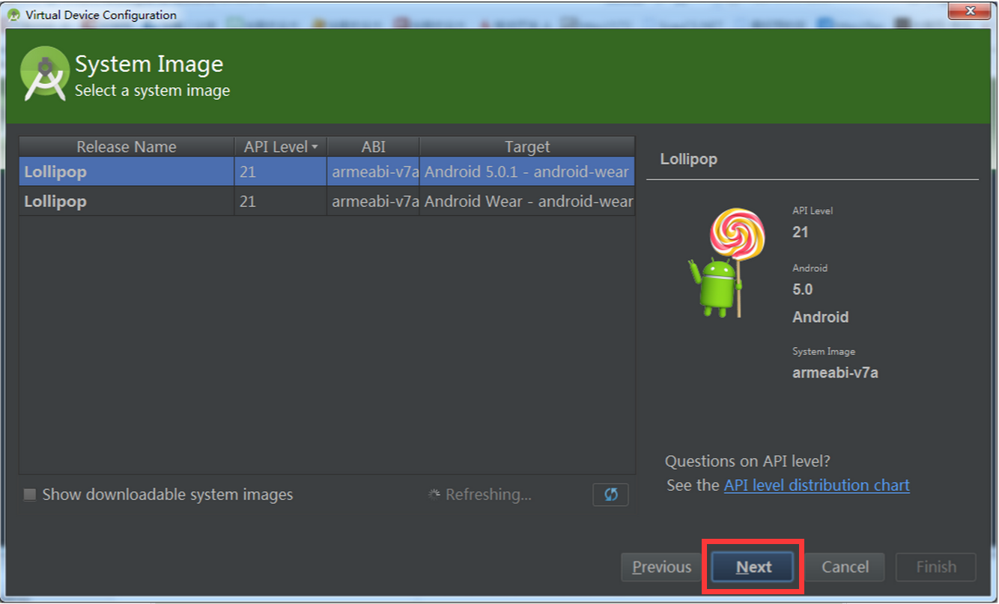 Virtual Device Configuration
System Image
Select a system image
Release Name API Level ABI Target
Lollipop 21 armeabi-v7a Android 5.0.1 - android-wear
Lollipop 21 armeabi-v7a Android Wear - android-wear
Show downloadable system images
Refreshing...
Lollipop
API Level
21
Android
5.0
Android
System Image
armeabi-v7a
Questions on API level?
See the API level distribution chart
Previous Next Cancel Finish